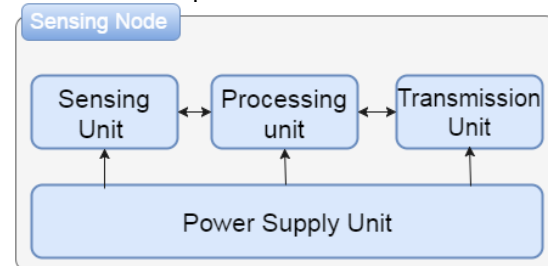 Sensing Node
Sensing
Unit
Processing
unit
Transmission
Unit
Power Supply Unit